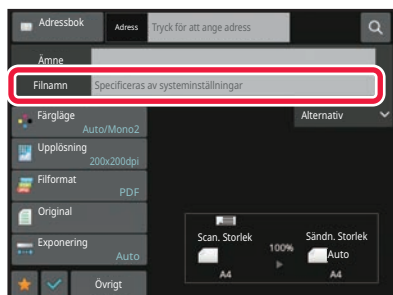 Adressbok Adress Tryck för att ange adress
Ämne
Filnamn Specificeras av systeminställningar
Färgläge
Auto/Mono2
Alternativ
Upplösning
200x200dpi
Filformat
PDF
Original
Exponering
Auto
Scan. Storlek
A4
100%
Sändn. Storlek
Auto
A4
Övrigt